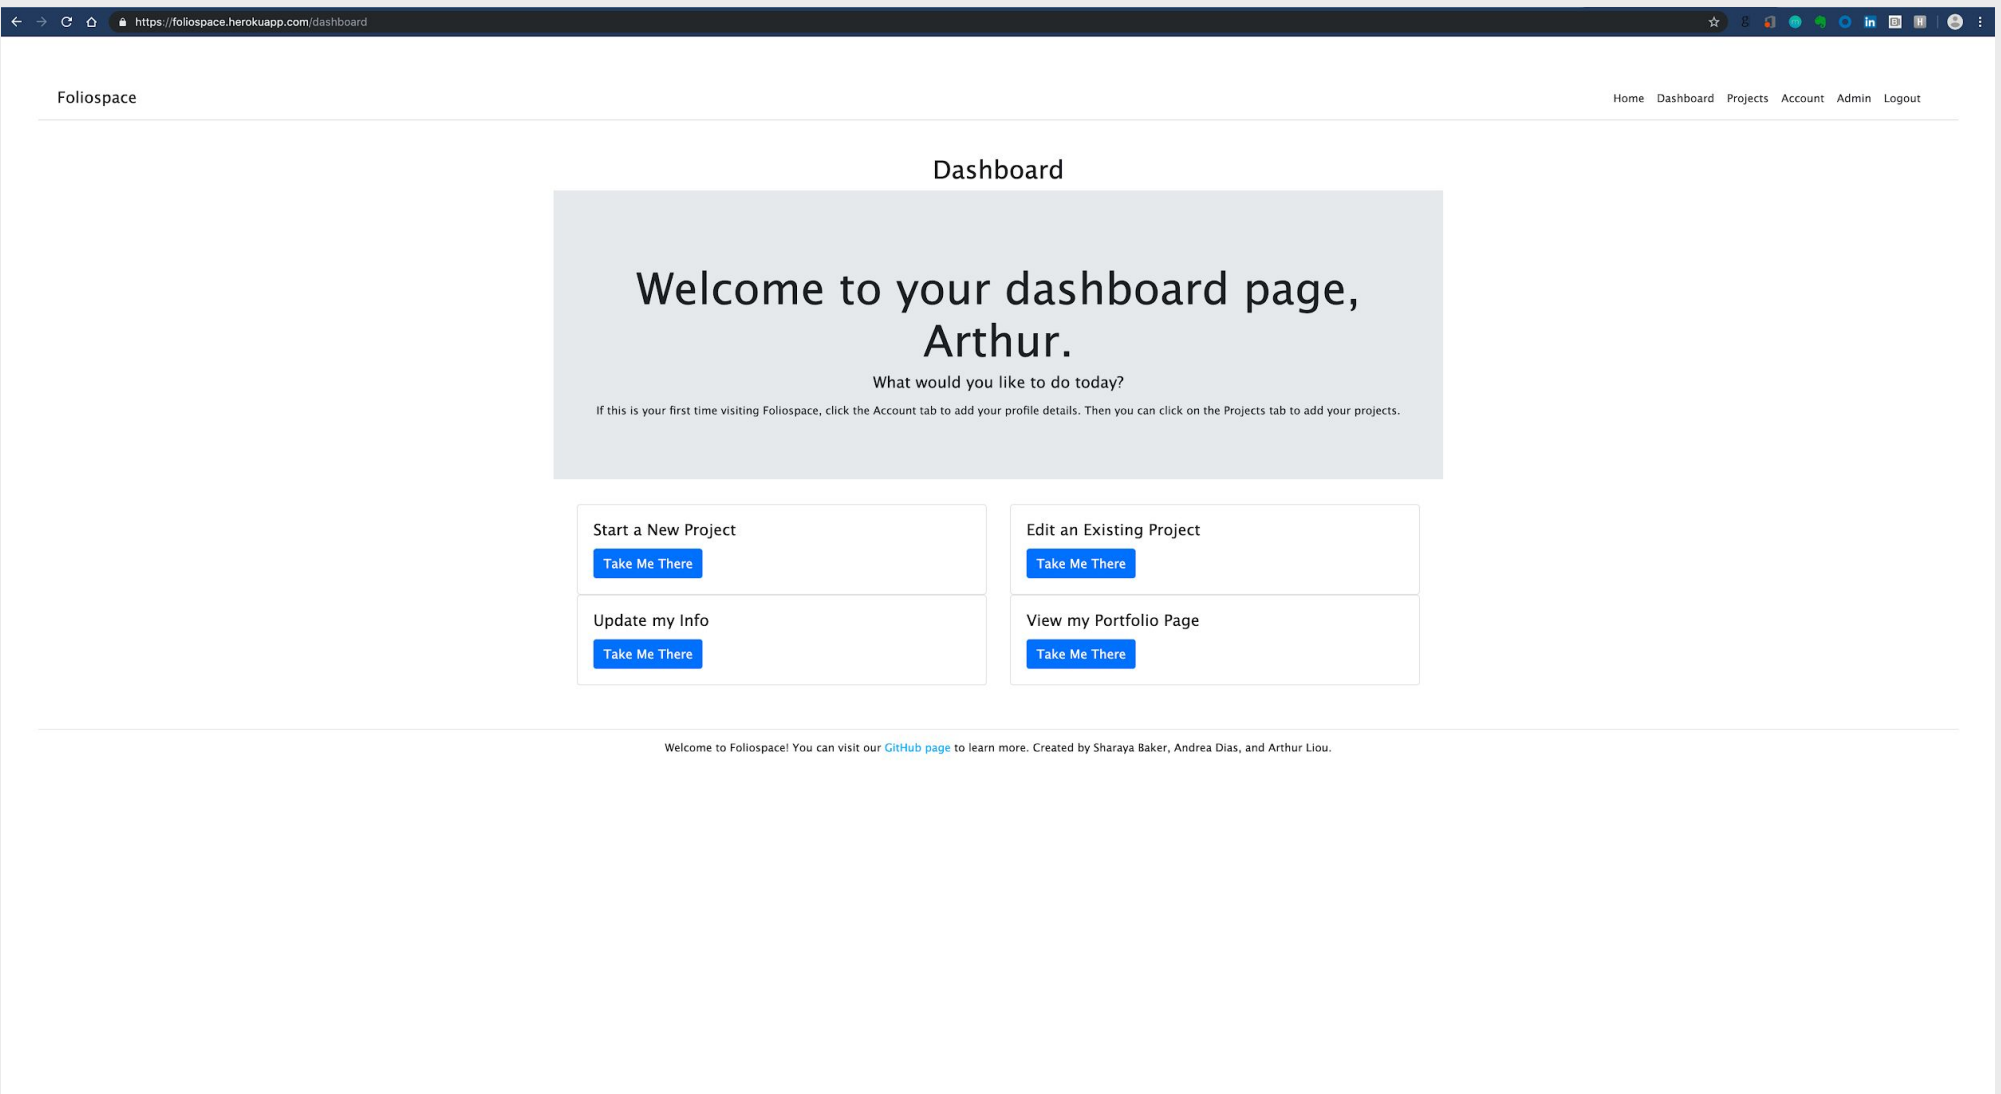 https://foliospace.herokuapp.com/dashboard
Foliospace
Home Dashboard Projects Account Admin Logout
Dashboard
Welcome to your dashboard page,
Arthur.
What would you like to do today?
If this is your first time visiting Foliospace, click the Account tab to add your profile details. Then you can click on the Projects tab to add your projects.
Start a New Project
Take Me There
Edit an Existing Project
Take Me There
Update my Info
Take Me There
View my Portfolio Page
Take Me There
Welcome to Foliospace! You can visit our GitHub page to learn more. Created by Sharaya Baker, Andrea Dias, and Arthur Liou.